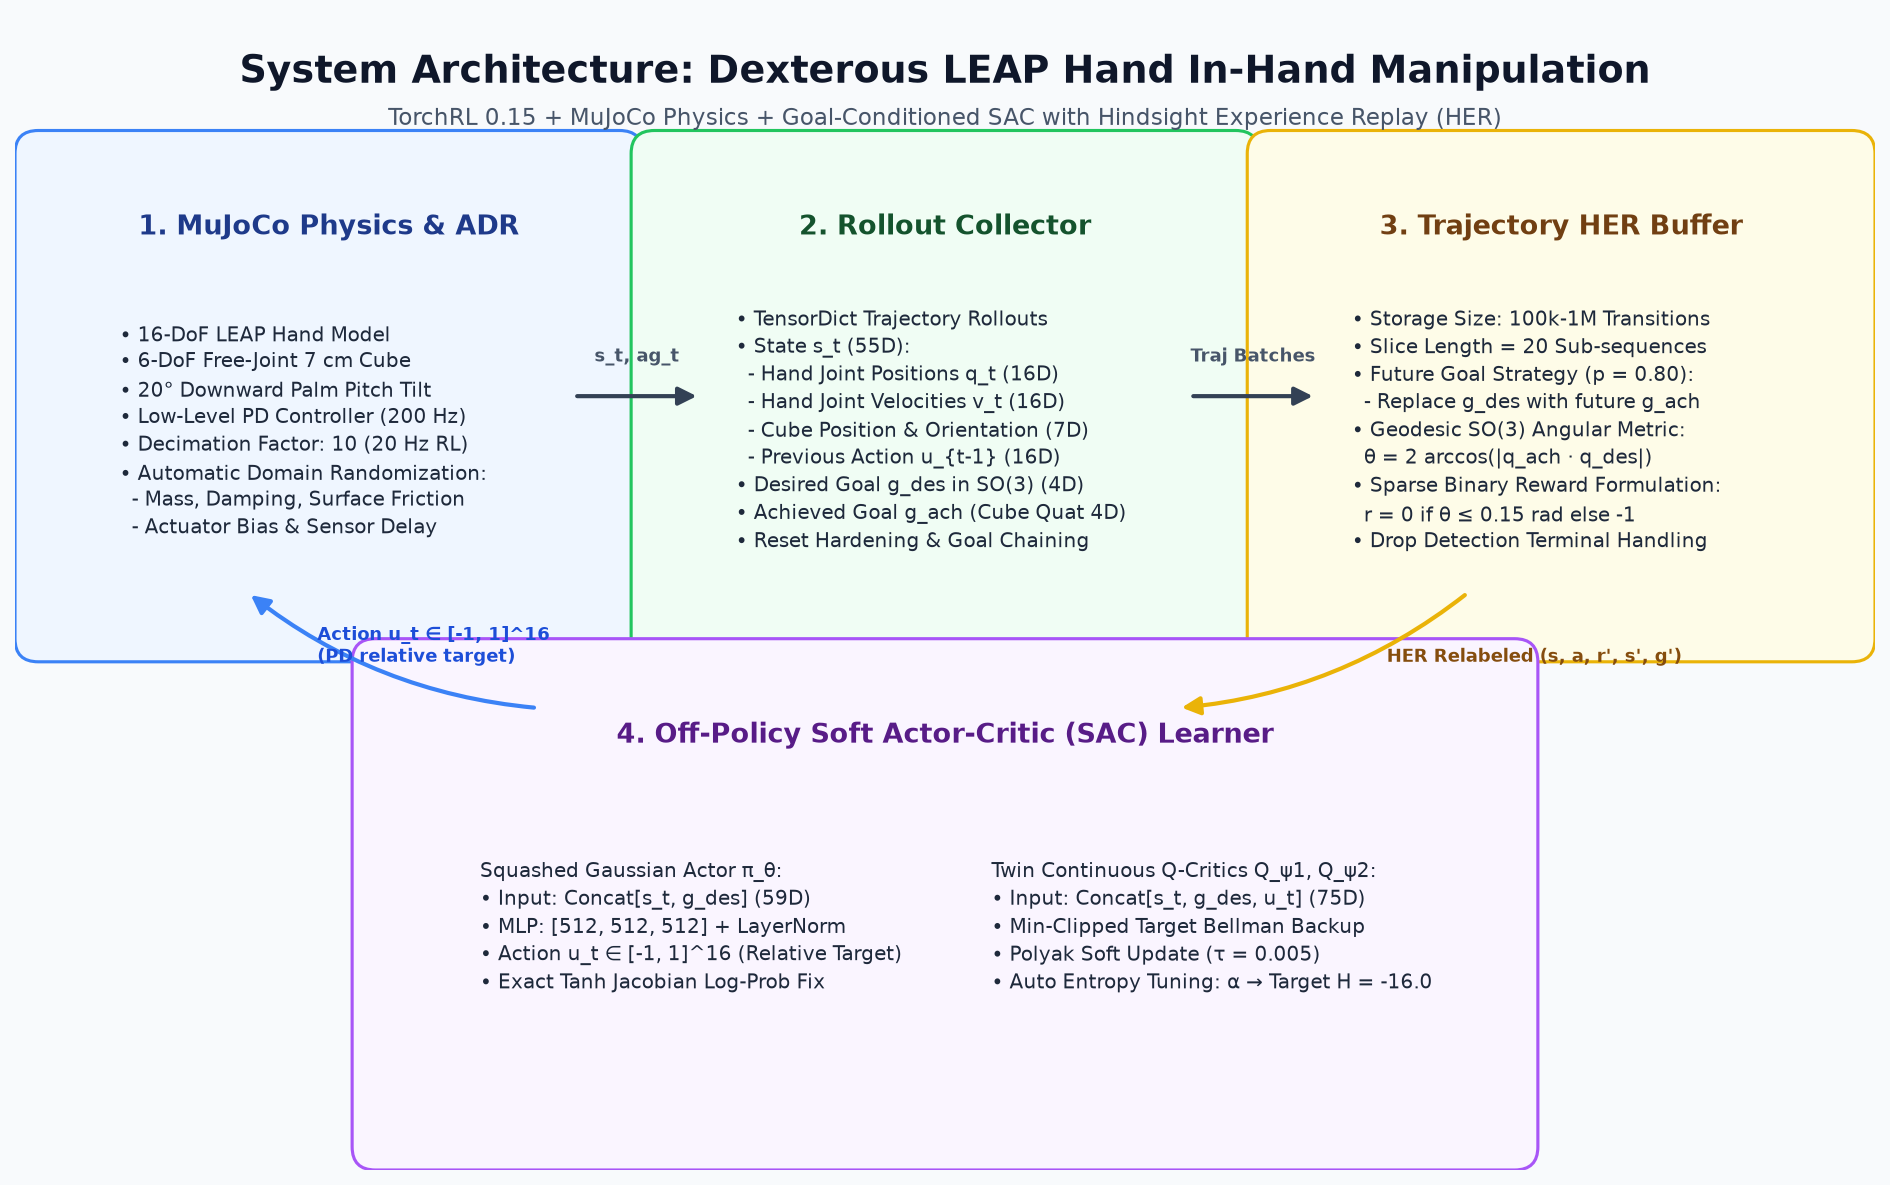 System Architecture: Dexterous LEAP Hand In-Hand Manipulation
TorchRL 0.15 + MuJoCo Physics + Goal-Conditioned SAC with Hindsight Experience Replay (HER)
1. MuJoCo Physics & ADR
• 16-DoF LEAP Hand Model
• 6-DoF Free-Joint 7 cm Cube
• 20° Downward Palm Pitch Tilt
• Low-Level PD Controller (200 Hz)
• Decimation Factor: 10 (20 Hz RL)
• Automatic Domain Randomization:
- Mass, Damping, Surface Friction
- Actuator Bias & Sensor Delay
s_t, ag_t
2. Rollout Collector
• TensorDict Trajectory Rollouts
• State s_t (55D):
- Hand Joint Positions q_t (16D)
- Hand Joint Velocities v_t (16D)
- Cube Position & Orientation (7D)
- Previous Action u_{t-1} (16D)
• Desired Goal g_des in SO(3) (4D)
• Achieved Goal g_ach (Cube Quat 4D)
• Reset Hardening & Goal Chaining
Traj Batches
3. Trajectory HER Buffer
• Storage Size: 100k-1M Transitions
• Slice Length = 20 Sub-sequences
• Future Goal Strategy (p = 0.80):
- Replace g_des with future g_ach
• Geodesic SO(3) Angular Metric:
θ = 2 arccos(|q_ach · q_des|)
• Sparse Binary Reward Formulation:
r = 0 if θ ≤ 0.15 rad else -1
• Drop Detection Terminal Handling
Action u_t ∈ [-1, 1]^16
(PD relative target)
HER Relabeled (s, a, r', s', g')
4. Off-Policy Soft Actor-Critic (SAC) Learner
Squashed Gaussian Actor π_θ:
• Input: Concat[s_t, g_des] (59D)
• MLP: [512, 512, 512] + LayerNorm
• Action u_t ∈ [-1, 1]^16 (Relative Target)
• Exact Tanh Jacobian Log-Prob Fix
Twin Continuous Q-Critics Q_ψ1, Q_ψ2:
• Input: Concat[s_t, g_des, u_t] (75D)
• Min-Clipped Target Bellman Backup
• Polyak Soft Update (τ = 0.005)
• Auto Entropy Tuning: α → Target H = -16.0